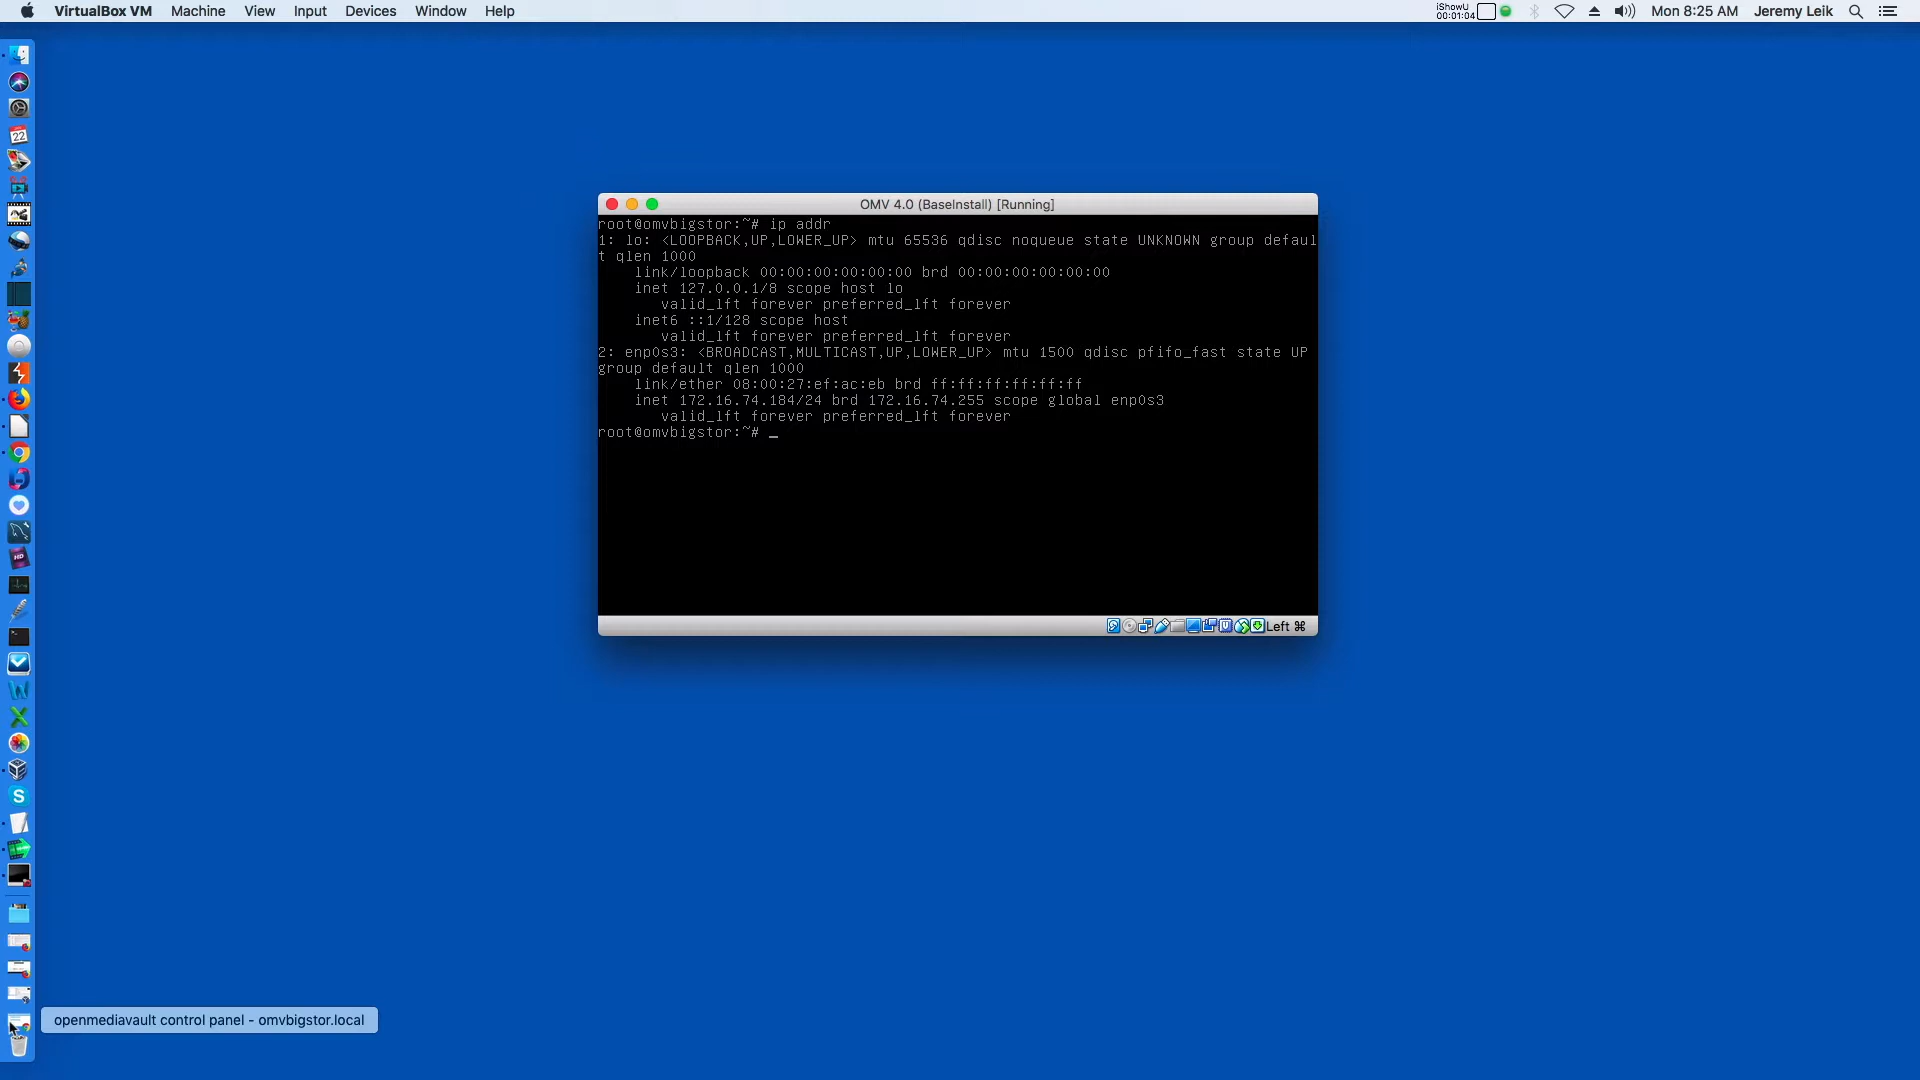 VirtualBox VM Machine View Input Devices Window Help
iShowU
00:01:04
Mon 8:25 AM Jeremy Leik
22
OMV 4.0 (BaseInstall) [Running]
root@omvbigstor:~# ip addr
1: lo: <LOOPBACK,UP,LOWER_UP> mtu 65536 qdisc noqueue state UNKNOWN group defaul
t qlen 1000
link/loopback 00:00:00:00:00:00 brd 00:00:00:00:00:00
inet 127.0.0.1/8 scope host lo
valid_lft forever preferred_lft forever
inet6 ::1/128 scope host
valid_lft forever preferred_lft forever
2: enp0s3: <BROADCAST,MULTICAST,UP,LOWER_UP> mtu 1500 qdisc pfifo_fast state UP
group default qlen 1000
link/ether 08:00:27:ef:ac:eb brd ff:ff:ff:ff:ff:ff
inet 172.16.74.184/24 brd 172.16.74.255 scope global enp0s3
valid_lft forever preferred_lft forever
root@omvbigstor:~# _
Left ⌘
HD
W
X
S
openmediavault control panel - omvbigstor.local